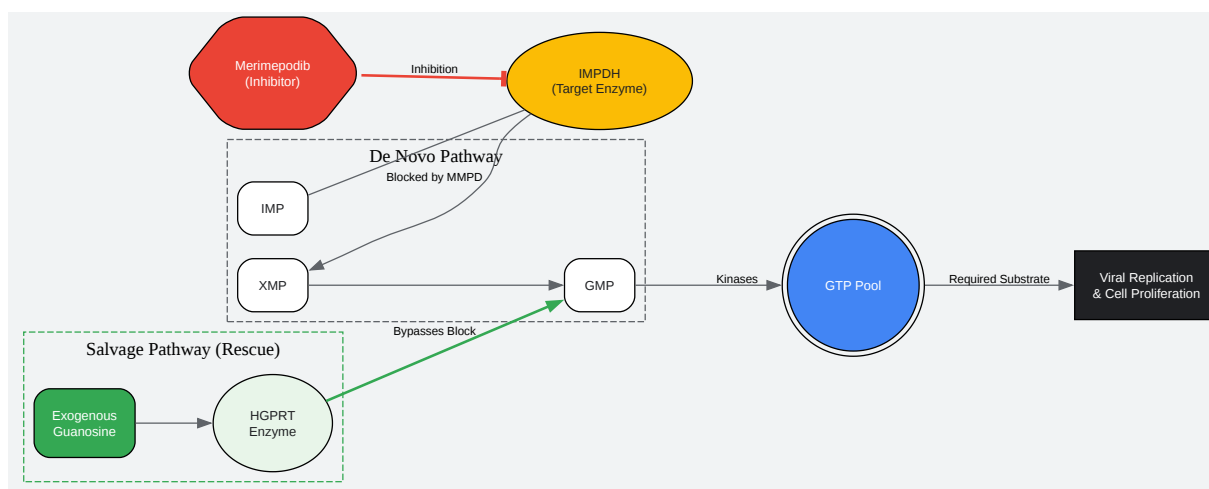 Merimepodib
(Inhibitor)
Inhibition
IMPDH
(Target Enzyme)
De Novo Pathway
Blocked by MMPD
IMP
XMP
GMP
Kinases
GTP Pool
Required Substrate
Viral Replication
& Cell Proliferation
Bypasses Block
Salvage Pathway (Rescue)
Exogenous
Guanosine
HGPRT
Enzyme